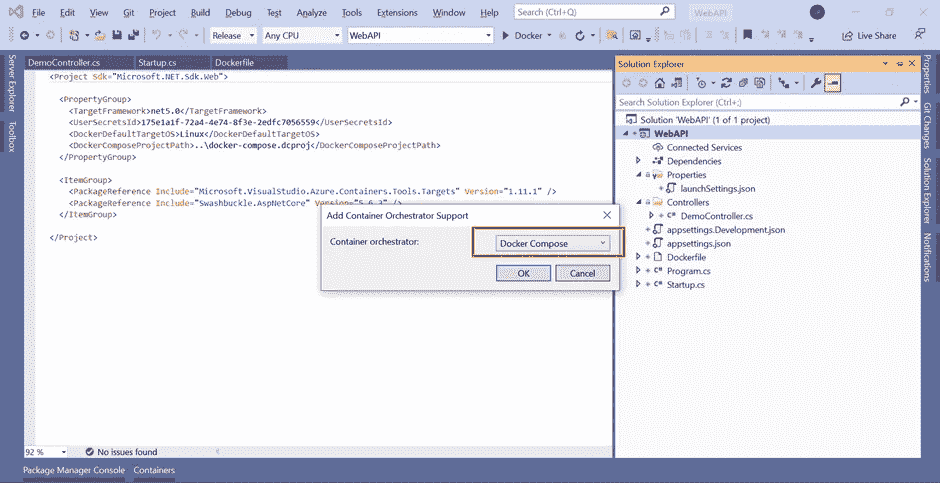 File Edit View Git Project Build Debug Test Analyze Tools Extensions Window Help Search (Ctrl+Q) WebAPI
Release Any CPU WebAPI Docker Live Share
Server Explorer
Toolbox
DemoController.cs Startup.cs Dockerfile
<Project Sdk="Microsoft.NET.Sdk.Web">
<PropertyGroup>
<TargetFramework>net5.0</TargetFramework>
<UserSecretsId>175e1a1f-72a4-4e74-8f3e-2edfc7056559</UserSecretsId>
<DockerDefaultTargetOS>Linux</DockerDefaultTargetOS>
<DockerComposeProjectPath>..\docker-compose.dcproj</DockerComposeProjectPath>
</PropertyGroup>
<ItemGroup>
<PackageReference Include="Microsoft.VisualStudio.Azure.Containers.Tools.Targets" Version="1.11.1" />
<PackageReference Include="Swashbuckle.AspNetCore" Version="5.6.3" />
</ItemGroup>
</Project>
Add Container Orchestrator Support
Container orchestrator:
Docker Compose
OK Cancel
Solution Explorer
Search Solution Explorer (Ctrl+;)
Solution 'WebAPI' (1 of 1 project)
WebAPI
Connected Services
Dependencies
Properties
launchSettings.json
Controllers
C# DemoController.cs
appsettings.Development.json
appsettings.json
Dockerfile
C# Program.cs
C# Startup.cs
Properties
Git Changes
Solution Explorer
Notifications
92 % No issues found
Package Manager Console Containers